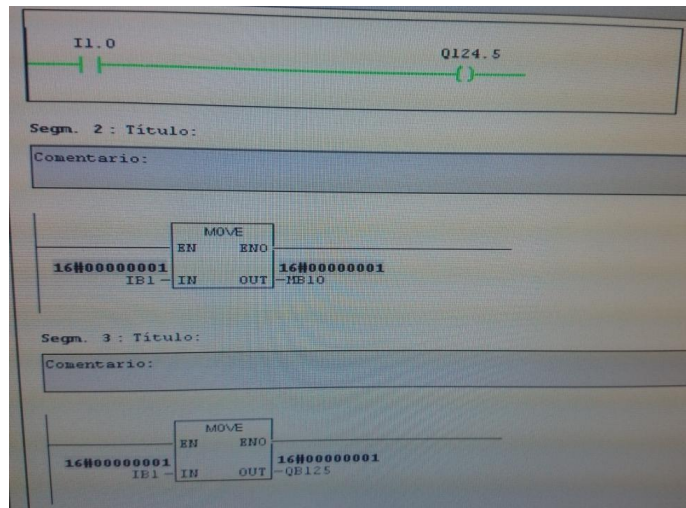 I1.0
Q124.5
Segm. 2 : Título:
Comentario:
MOVE
EN ENO
16#00000001 16#00000001
IB1 IN OUT MB10
Segm. 3 : Título:
Comentario:
MOVE
EN ENO
16#00000001 16#00000001
IB1 IN OUT QB125